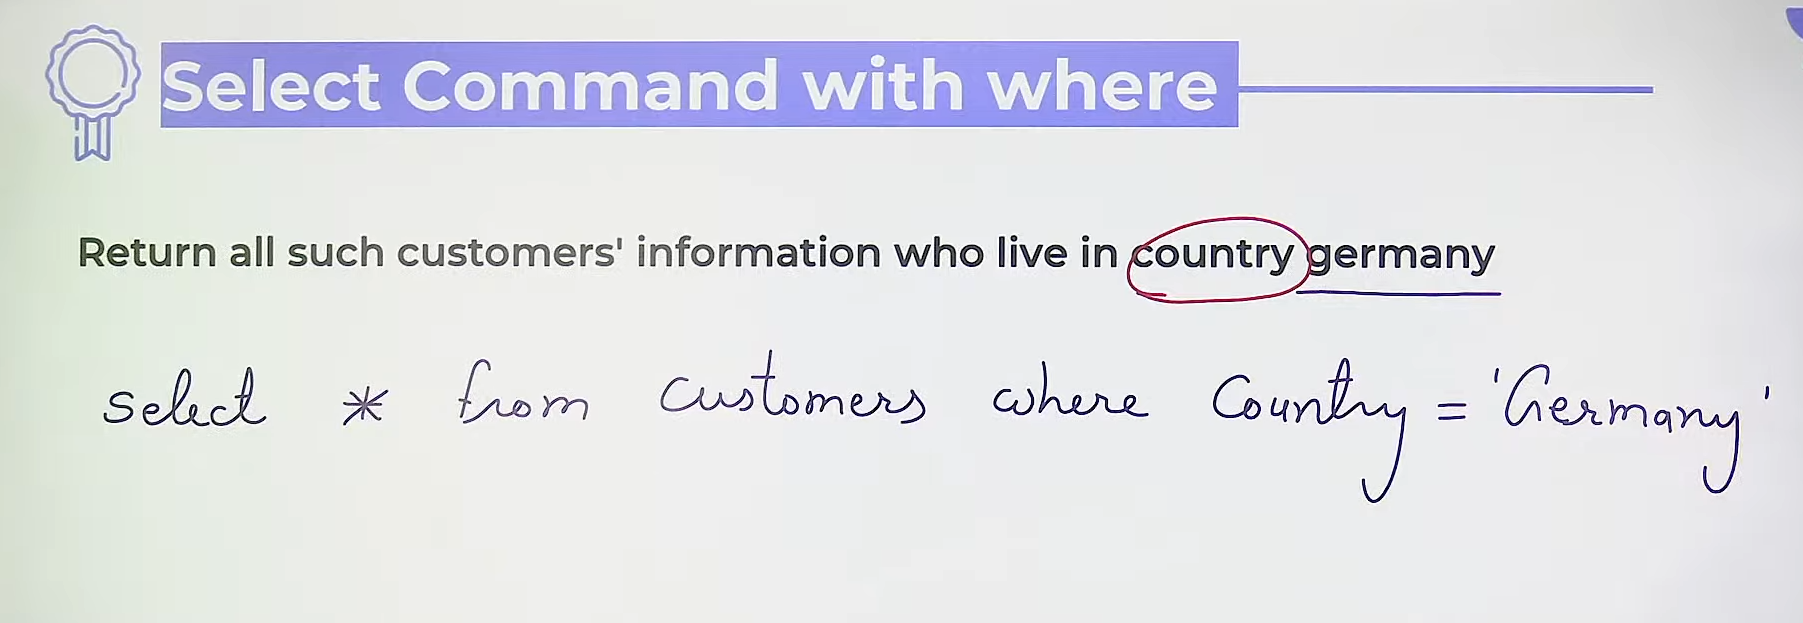 Select Command with where
Return all such customers' information who live in country germany
select * from customers where Country = 'Germany'